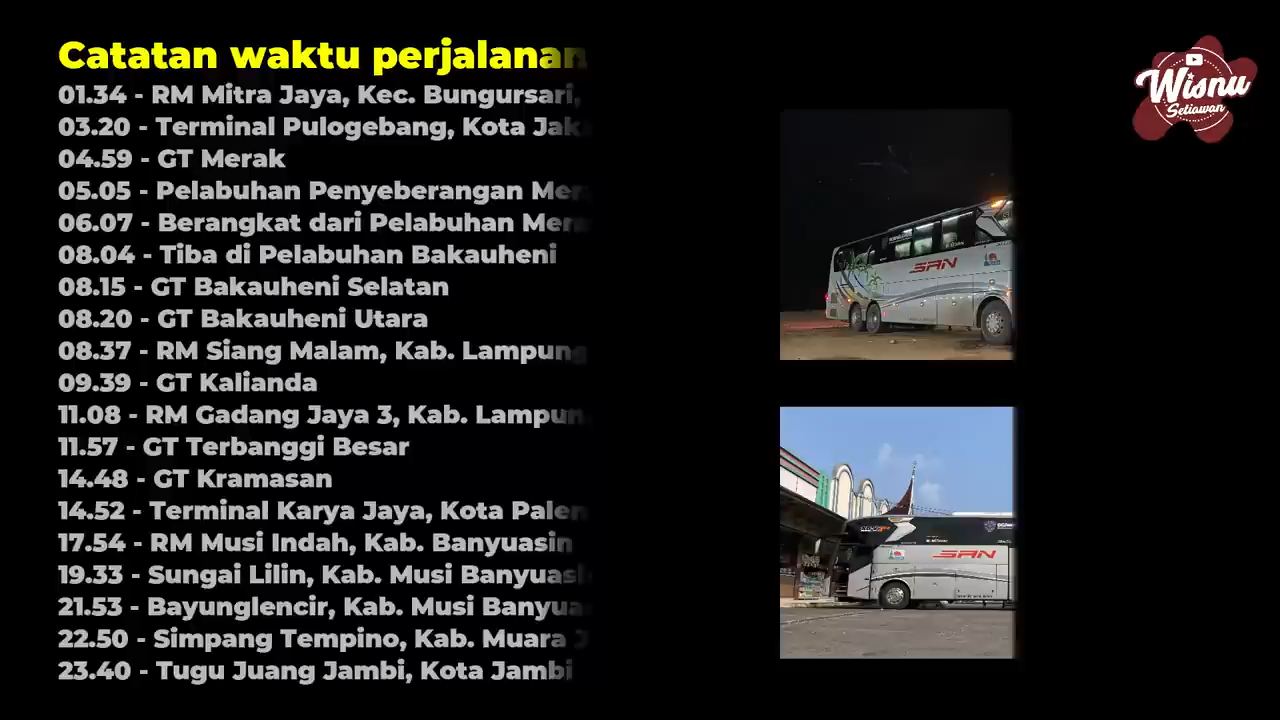 Catatan waktu perjalanan
01.34 - RM Mitra Jaya, Kec. Bungursari,
03.20 - Terminal Pulogebang, Kota
04.59 - GT Merak
05.05 - Pelabuhan Penyeberangan
06.07 - Berangkat dari Pelabuhan
08.04 - Tiba di Pelabuhan Bakauheni
08.15 - GT Bakauheni Selatan
08.20 - GT Bakauheni Utara
08.37 - RM Siang Malam, Kab. Lampung
09.39 - GT Kalianda
11.08 - RM Gadang Jaya 3, Kab.
11.57 - GT Terbanggi Besar
14.48 - GT Kramasan
14.52 - Terminal Karya Jaya, Kota
17.54 - RM Musi Indah, Kab. Banyuasin
19.33 - Sungai Lilin, Kab. Musi
21.53 - Bayunglencir, Kab. Musi
22.50 - Simpang Tempino, Kab. Muara
23.40 - Tugu Juang Jambi, Kota Jambi
Wisnu
Setiawan
SAN
SAN